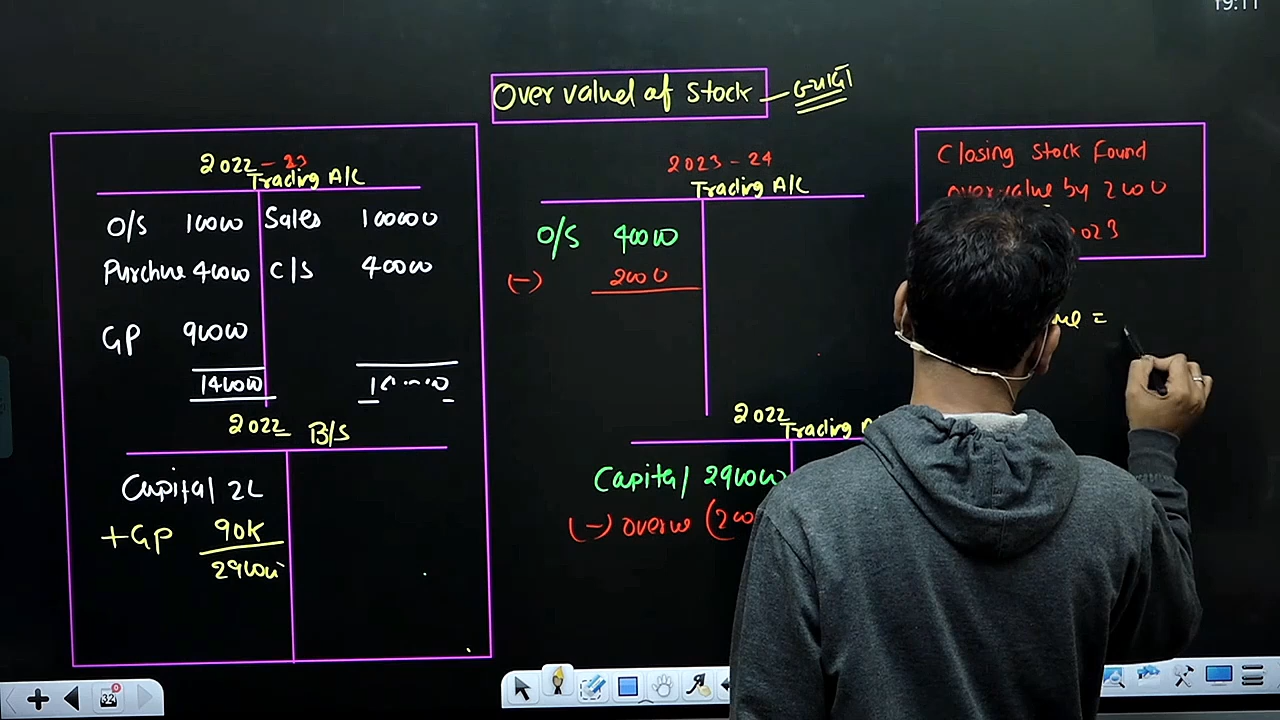 19:11
Over valued of Stock - ज्यादा
2022-23
Trading A/C
O/S 10000 Sales 100000
Purchase 40000 C/S 40000
GP 90000
140000
2022 B/S
Capital 2L
+GP 90K
290000
2023-24
Trading A/C
O/S 40000
(-) 2000
2022
Trading
Capital 290000
(-) overva (200
Closing Stock Found
over value by 2000
023
=
32